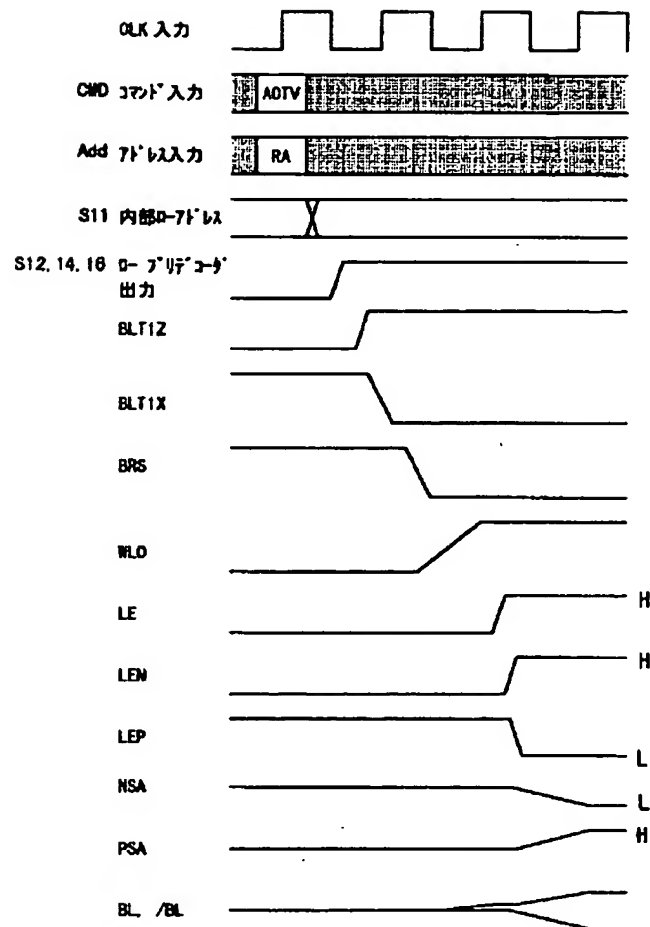 CLK 入力
CMD コマンド入力
ACTV
Add アドレス入力
RA
S11 内部ローアドレス
S12,14,16 ロープリデコーダ
出力
BLT1Z
BLT1X
BRS
WL0
LE
H
LEN
H
LEP
L
NSA
L
PSA
H
BL, /BL